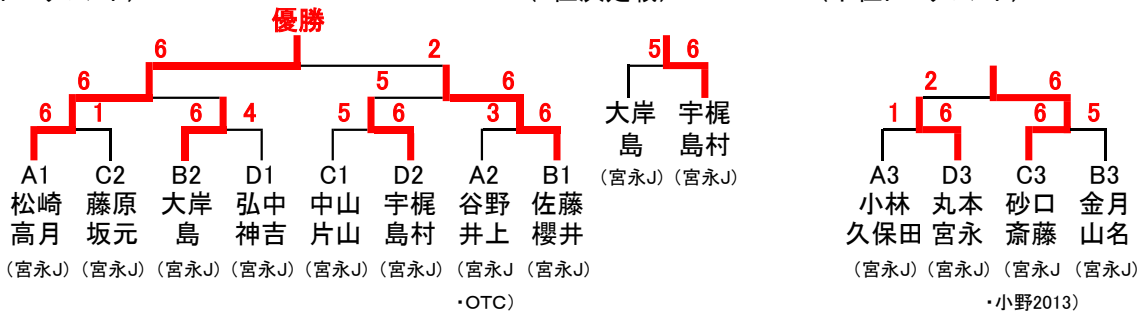 優勝
6 2 5 6
6 5 6 2 6
6 1 6 4 5 6 3 6 1 6 6 5
大岸 宇梶
島 島村
(宮永J) (宮永J)
A1 C2 B2 D1 C1 D2 A2 B1 A3 D3 C3 B3
松崎 藤原 大岸 弘中 中山 宇梶 谷野 佐藤 小林 丸本 砂口 金月
高月 坂元 島 神吉 片山 島村 井上 櫻井 久保田 宮永 斎藤 山名
(宮永J) (宮永J) (宮永J) (宮永J) (宮永J) (宮永J) (宮永J (宮永J) (宮永J) (宮永J) (宮永J (宮永J)
・OTC) ・小野2013)